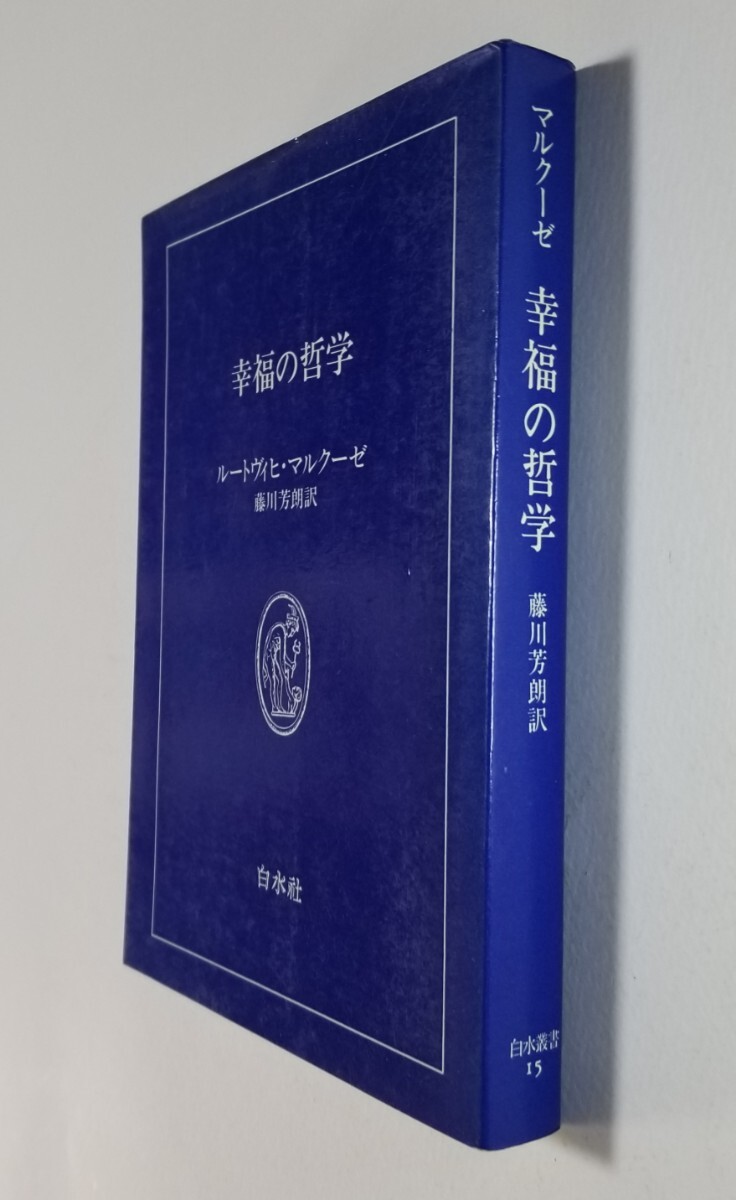 幸福の哲学
ルートヴィヒ・マルクーゼ
藤川芳朗訳
白水社
マルクーゼ
幸福の哲学
藤川芳朗訳
白水叢書
15